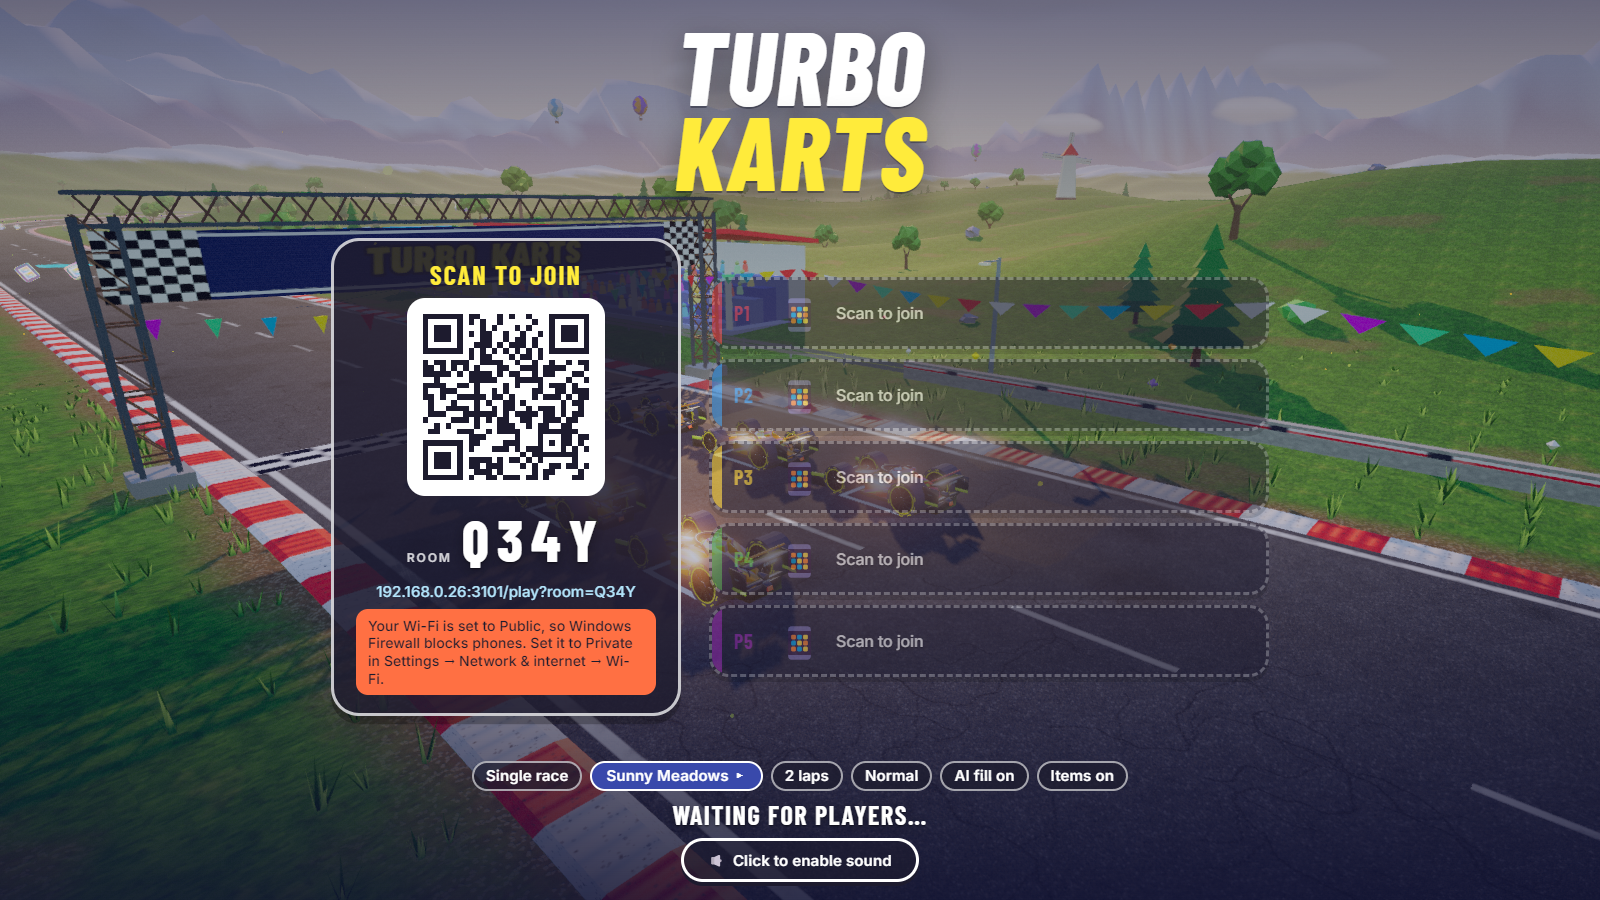 TURBO
KARTS
TURBO KARTS
SCAN TO JOIN
ROOM Q34Y
192.168.0.26:3101/play?room=Q34Y
Your Wi-Fi is set to Public, so Windows
Firewall blocks phones. Set it to Private
in Settings → Network & internet → Wi-
Fi.
P1 Scan to join
P2 Scan to join
P3 Scan to join
P4 Scan to join
P5 Scan to join
Single race Sunny Meadows ▸ 2 laps Normal AI fill on Items on
WAITING FOR PLAYERS...
Click to enable sound